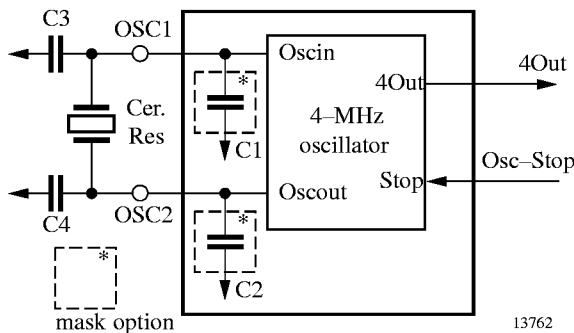 C3
OSC1
Oscin
*
4Out
4Out
Cer.
Res
4–MHz
oscillator
C1
Osc–Stop
Stop
Oscout
C4
OSC2
*
*
C2
mask option
13762